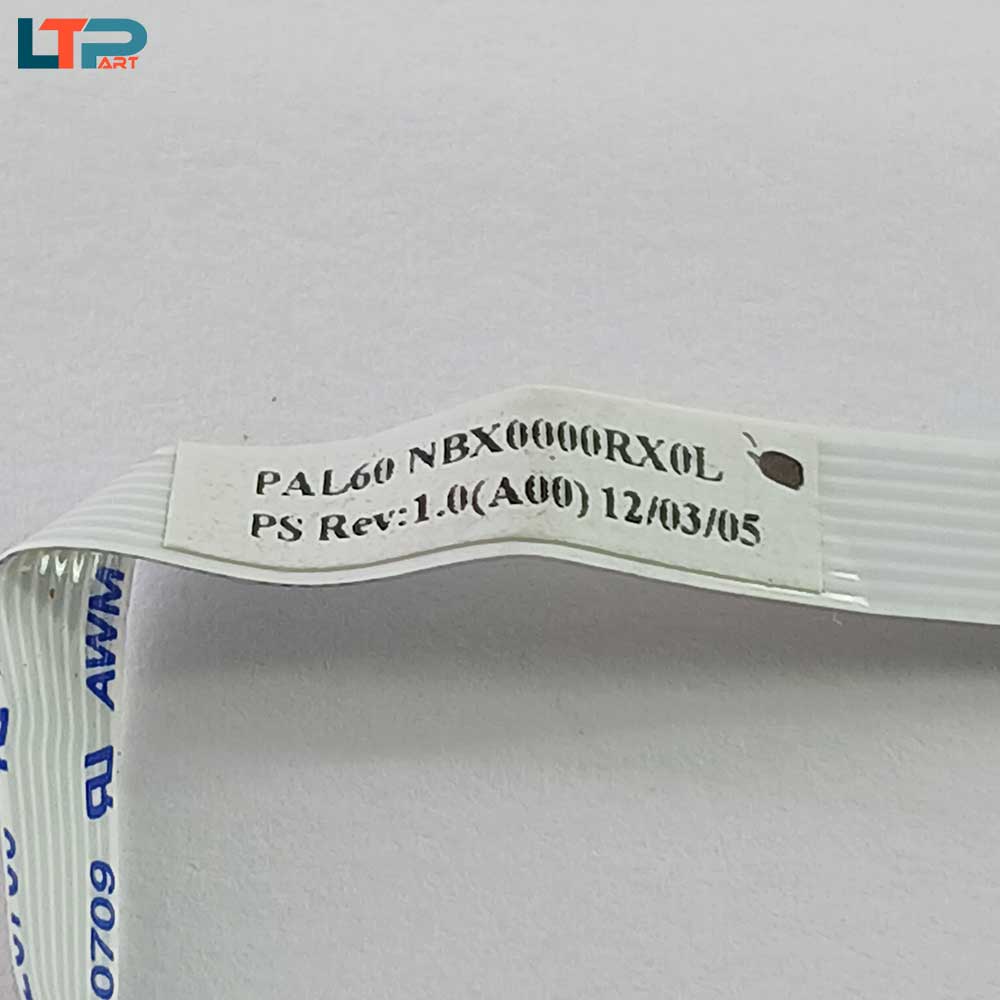 LTPART
PAL60 NBX0000RX0L
PS Rev:1.0(A00) 12/03/05
AWM
0709